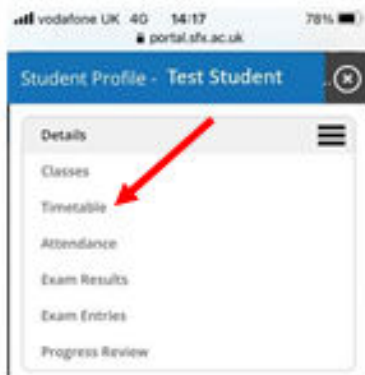 vodafone UK 4G 14:17 78%
portal.sfx.ac.uk
Student Profile - Test Student ..
Details
Classes
Timetable
Attendance
Exam Results
Exam Entries
Progress Review